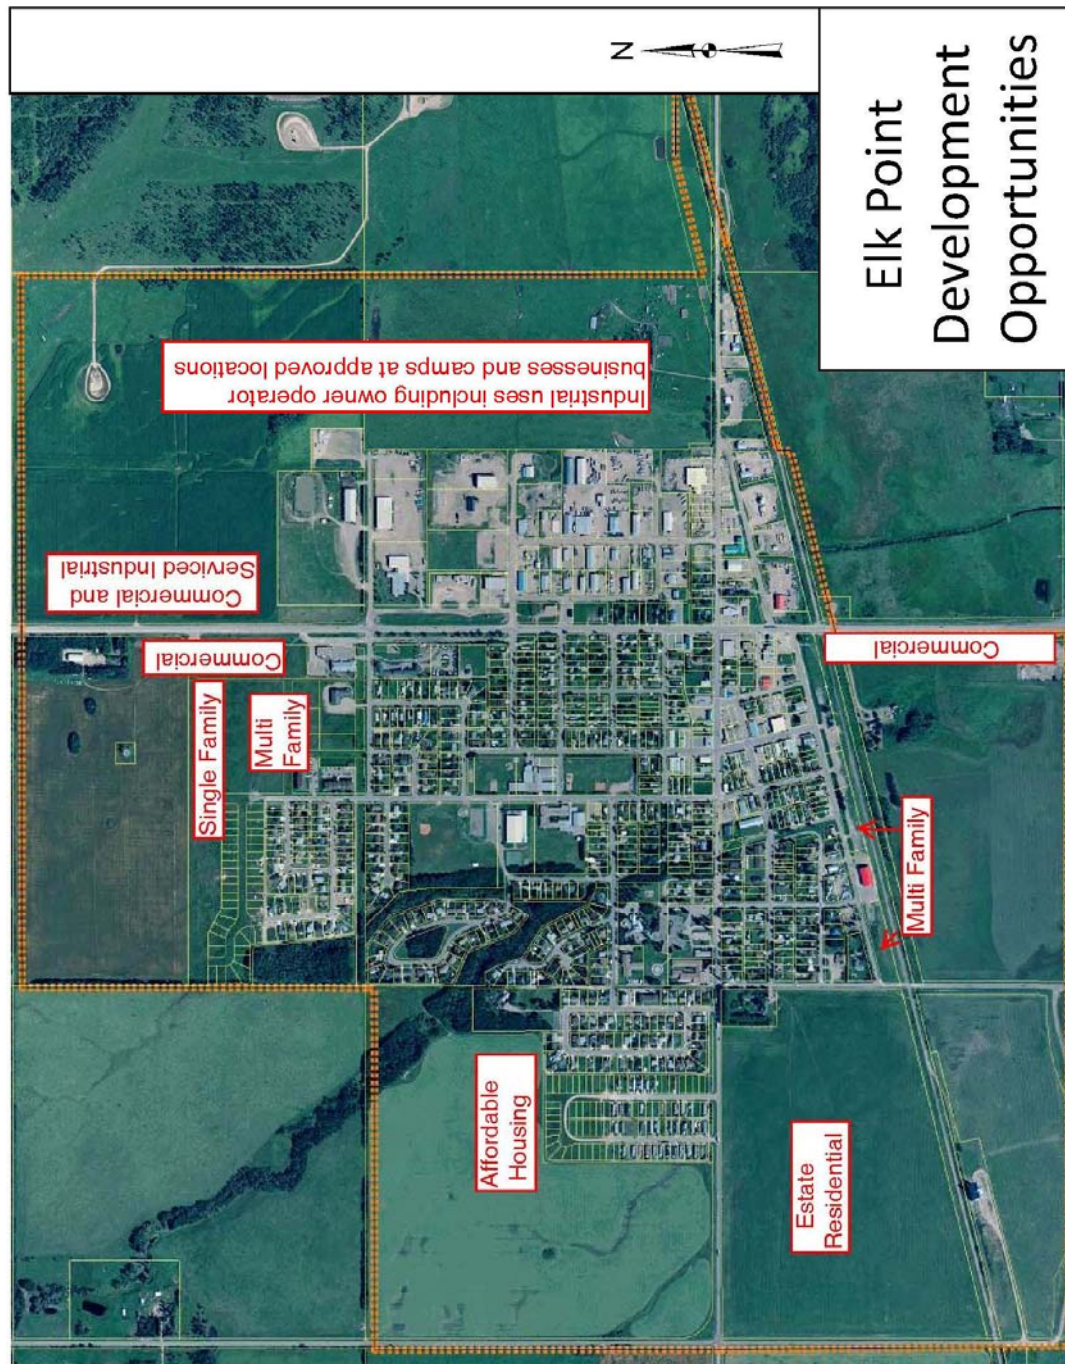 N
Elk Point
Development
Opportunities
Industrial uses including owner operator
businesses and camps at approved locations
Commercial and
Serviced Industrial
Commercial
Single Family
Multi
Family
Commercial
Multi Family
Affordable
Housing
Estate
Residential